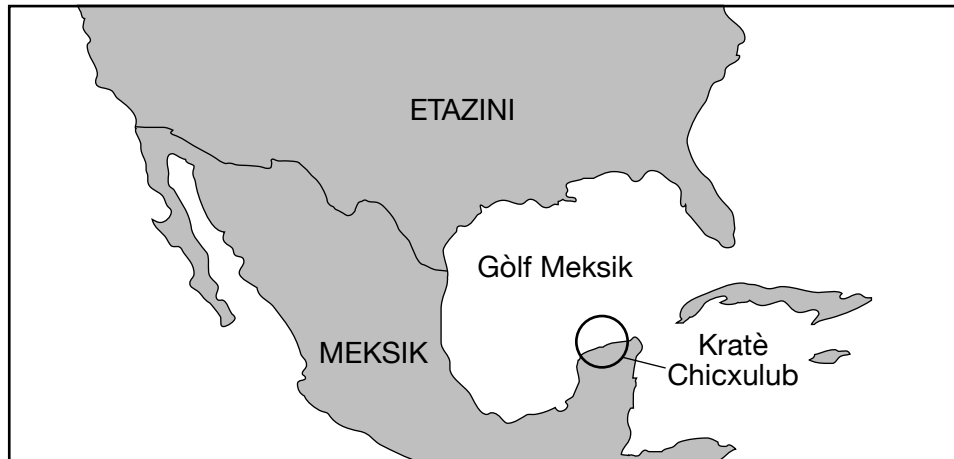 ETAZINI
Gòlf Meksik
MEKSIK
Kratè
Chicxulub